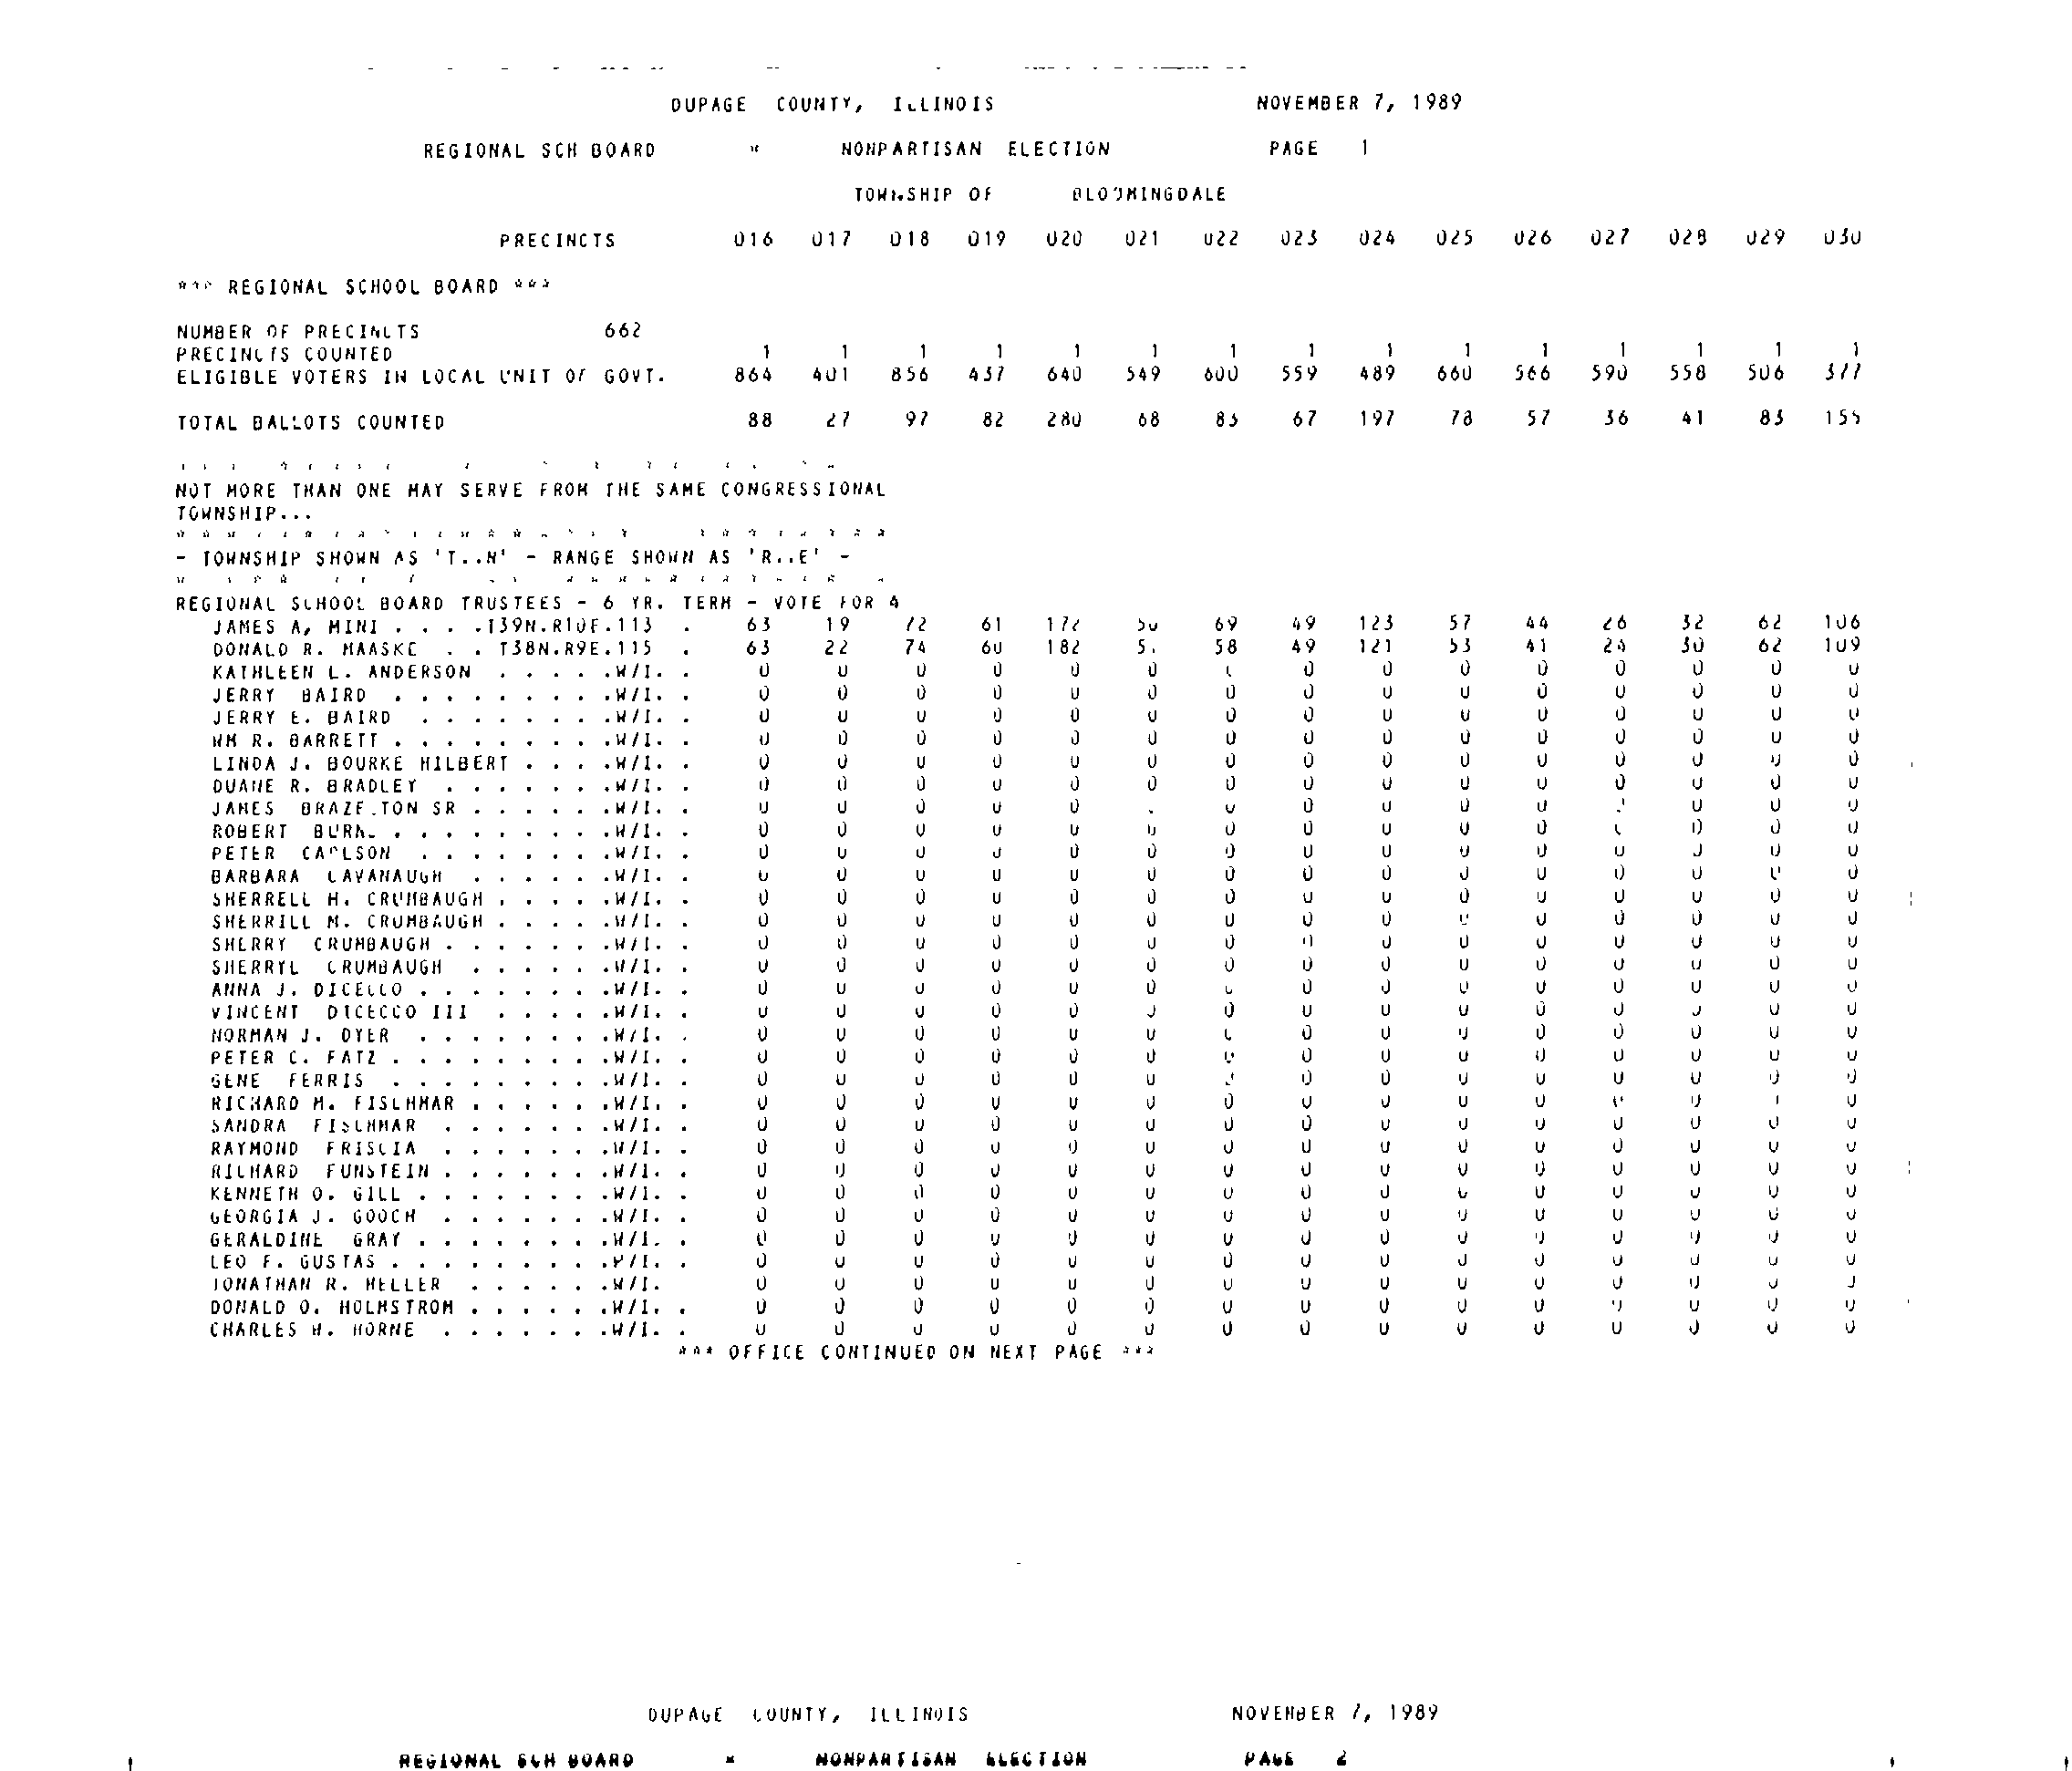 DUPAGE COUNTY, ILLINOIS NOVEMBER 7, 1989
REGIONAL SCH BOARD * NONPARTISAN ELECTION PAGE 1
TOWNSHIP OF BLOOMINGDALE
PRECINCTS 016 017 018 019 020 021 022 023 024 025 026 027 028 029 030
*** REGIONAL SCHOOL BOARD ***
NUMBER OF PRECINCTS 662
PRECINCTS COUNTED 1 1 1 1 1 1 1 1 1 1 1 1 1 1 1
ELIGIBLE VOTERS IN LOCAL UNIT OF GOVT. 864 401 856 437 640 549 600 559 489 660 566 590 558 506 377
TOTAL BALLOTS COUNTED 88 27 97 82 280 68 83 67 197 78 57 36 41 83 155
NOT MORE THAN ONE MAY SERVE FROM THE SAME CONGRESSIONAL
TOWNSHIP...
- TOWNSHIP SHOWN AS 'T..N' - RANGE SHOWN AS 'R..E' -
REGIONAL SCHOOL BOARD TRUSTEES - 6 YR. TERM - VOTE FOR 4
JAMES A, MINI . . . .T39N.R10E.113 . 63 19 72 61 172 50 69 49 123 57 44 26 32 62 106
DONALD R. MAASKE . . T38N.R9E.115 . 63 22 74 60 182 58 49 121 53 41 24 30 62 109
KATHLEEN L. ANDERSON . . . . .W/I. . 0 0 0 0 0 0 0 0 0 0 0 0 0 0
JERRY BAIRD . . . . . . . . .W/I. . 0 0 0 0 0 0 0 0 0 0 0 0 0 0 0
JERRY E. BAIRD . . . . . . . .W/I. . 0 0 0 0 0 0 0 0 0 0 0 0 0 0 0
WM R. BARRETT . . . . . . . . .W/I. . 0 0 0 0 0 0 0 0 0 0 0 0 0 0 0
LINDA J. BOURKE HILBERT . . . .W/I. . 0 0 0 0 0 0 0 0 0 0 0 0 0 0 0
DUANE R. BRADLEY . . . . . . .W/I. . 0 0 0 0 0 0 0 0 0 0 0 0 0 0 0
JAMES BRAZELTON SR . . . . . .W/I. . 0 0 0 0 0 0 0 0 0 0 0 0 0
ROBERT . . . . . . . . .W/I. . 0 0 0 0 0 0 0 0 0 0 0 0 0 0
PETER CARLSON . . . . . . . .W/I. . 0 0 0 0 0 0 0 0 0 0 0 0 0 0 0
BARBARA CAVANAUGH . . . . . .W/I. . 0 0 0 0 0 0 0 0 0 0 0 0 0 0 0
SHERRELL H. CRUMBAUGH . . . . .W/I. . 0 0 0 0 0 0 0 0 0 0 0 0 0 0 0
SHERRILL M. CRUMBAUGH . . . . .W/I. . 0 0 0 0 0 0 0 0 0 0 0 0 0 0 0
SHERRY CRUMBAUGH . . . . . . .W/I. . 0 0 0 0 0 0 0 0 0 0 0 0 0 0 0
SHERRYL CRUMBAUGH . . . . . .W/I. . 0 0 0 0 0 0 0 0 0 0 0 0 0 0 0
ANNA J. DICELLO . . . . . . . .W/I. . 0 0 0 0 0 0 0 0 0 0 0 0 0 0
VINCENT DICECCO III . . . . .W/I. . 0 0 0 0 0 0 0 0 0 0 0 0 0 0 0
NORMAN J. DYER . . . . . . . .W/I. . 0 0 0 0 0 0 0 0 0 0 0 0 0 0
PETER C. FATZ . . . . . . . . .W/I. . 0 0 0 0 0 0 0 0 0 0 0 0 0 0 0
GENE FERRIS . . . . . . . . .W/I. . 0 0 0 0 0 0 0 0 0 0 0 0 0 0
RICHARD M. FISCHMAR . . . . . .W/I. . 0 0 0 0 0 0 0 0 0 0 0 0 0 0
SANDRA FISCHMAR . . . . . . .W/I. . 0 0 0 0 0 0 0 0 0 0 0 0 0 0 0
RAYMOND FRISCIA . . . . . . .W/I. . 0 0 0 0 0 0 0 0 0 0 0 0 0 0 0
RICHARD FUNSTEIN . . . . . . .W/I. . 0 0 0 0 0 0 0 0 0 0 0 0 0 0 0
KENNETH O. GILL . . . . . . . .W/I. . 0 0 0 0 0 0 0 0 0 0 0 0 0 0 0
GEORGIA J. GOOCH . . . . . . .W/I. . 0 0 0 0 0 0 0 0 0 0 0 0 0 0 0
GERALDINE GRAY . . . . . . . .W/I. . 0 0 0 0 0 0 0 0 0 0 0 0 0 0 0
LEO F. GUSTAS . . . . . . . . .W/I. . 0 0 0 0 0 0 0 0 0 0 0 0 0 0 0
JONATHAN R. HELLER . . . . . .W/I. 0 0 0 0 0 0 0 0 0 0 0 0 0 0 0
DONALD O. HOLMSTROM . . . . . .W/I. . 0 0 0 0 0 0 0 0 0 0 0 0 0 0 0
CHARLES H. HORNE . . . . . . .W/I. . 0 0 0 0 0 0 0 0 0 0 0 0 0 0 0
*** OFFICE CONTINUED ON NEXT PAGE ***
DUPAGE COUNTY, ILLINOIS NOVEMBER 7, 1989
REGIONAL SCH BOARD * NONPARTISAN ELECTION PAGE 2